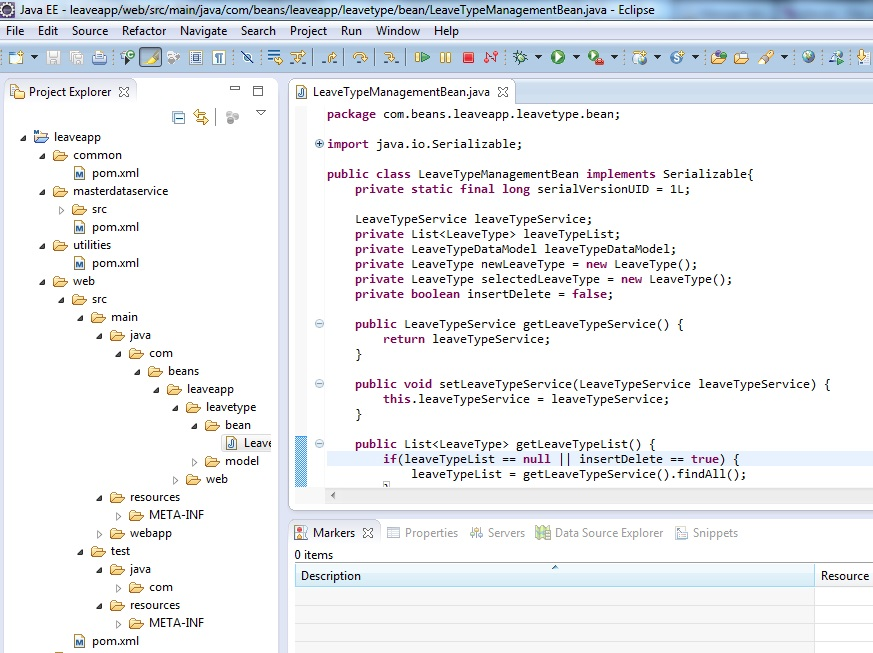 Java EE - leaveapp/web/src/main/java/com/beans/leaveapp/leavetype/bean/LeaveTypeManagementBean.java - Eclipse
File Edit Source Refactor Navigate Search Project Run Window Help
Project Explorer
leaveapp
common
pom.xml
masterdataservice
src
pom.xml
utilities
pom.xml
web
src
main
java
com
beans
leaveapp
leavetype
bean
Leave
model
web
resources
META-INF
webapp
test
java
com
resources
META-INF
pom.xml
LeaveTypeManagementBean.java
package com.beans.leaveapp.leavetype.bean;
import java.io.Serializable;
public class LeaveTypeManagementBean implements Serializable{
private static final long serialVersionUID = 1L;
LeaveTypeService leaveTypeService;
private List<LeaveType> leaveTypeList;
private LeaveTypeDataModel leaveTypeDataModel;
private LeaveType newLeaveType = new LeaveType();
private LeaveType selectedLeaveType = new LeaveType();
private boolean insertDelete = false;
public LeaveTypeService getLeaveTypeService() {
return leaveTypeService;
}
public void setLeaveTypeService(LeaveTypeService leaveTypeService) {
this.leaveTypeService = leaveTypeService;
}
public List<LeaveType> getLeaveTypeList() {
if(leaveTypeList == null || insertDelete == true) {
leaveTypeList = getLeaveTypeService().findAll();
Markers Properties Servers Data Source Explorer Snippets
0 items
Description Resource